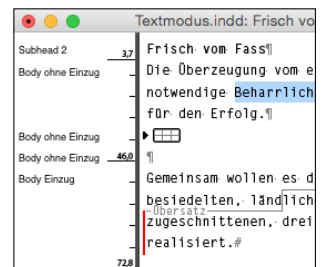 Textmodus.indd: Frisch vo
Subhead 2 3,7 Frisch vom Fass¶
Body ohne Einzug Die Überzeugung vom e
notwendige Beharrlich
für den Erfolg.¶
Body ohne Einzug
Body ohne Einzug 46,0 ¶
Body Einzug Gemeinsam wollen es d
besiedelten, ländlich
Übersatz
zugeschnittenen, drei
realisiert.#
72,8